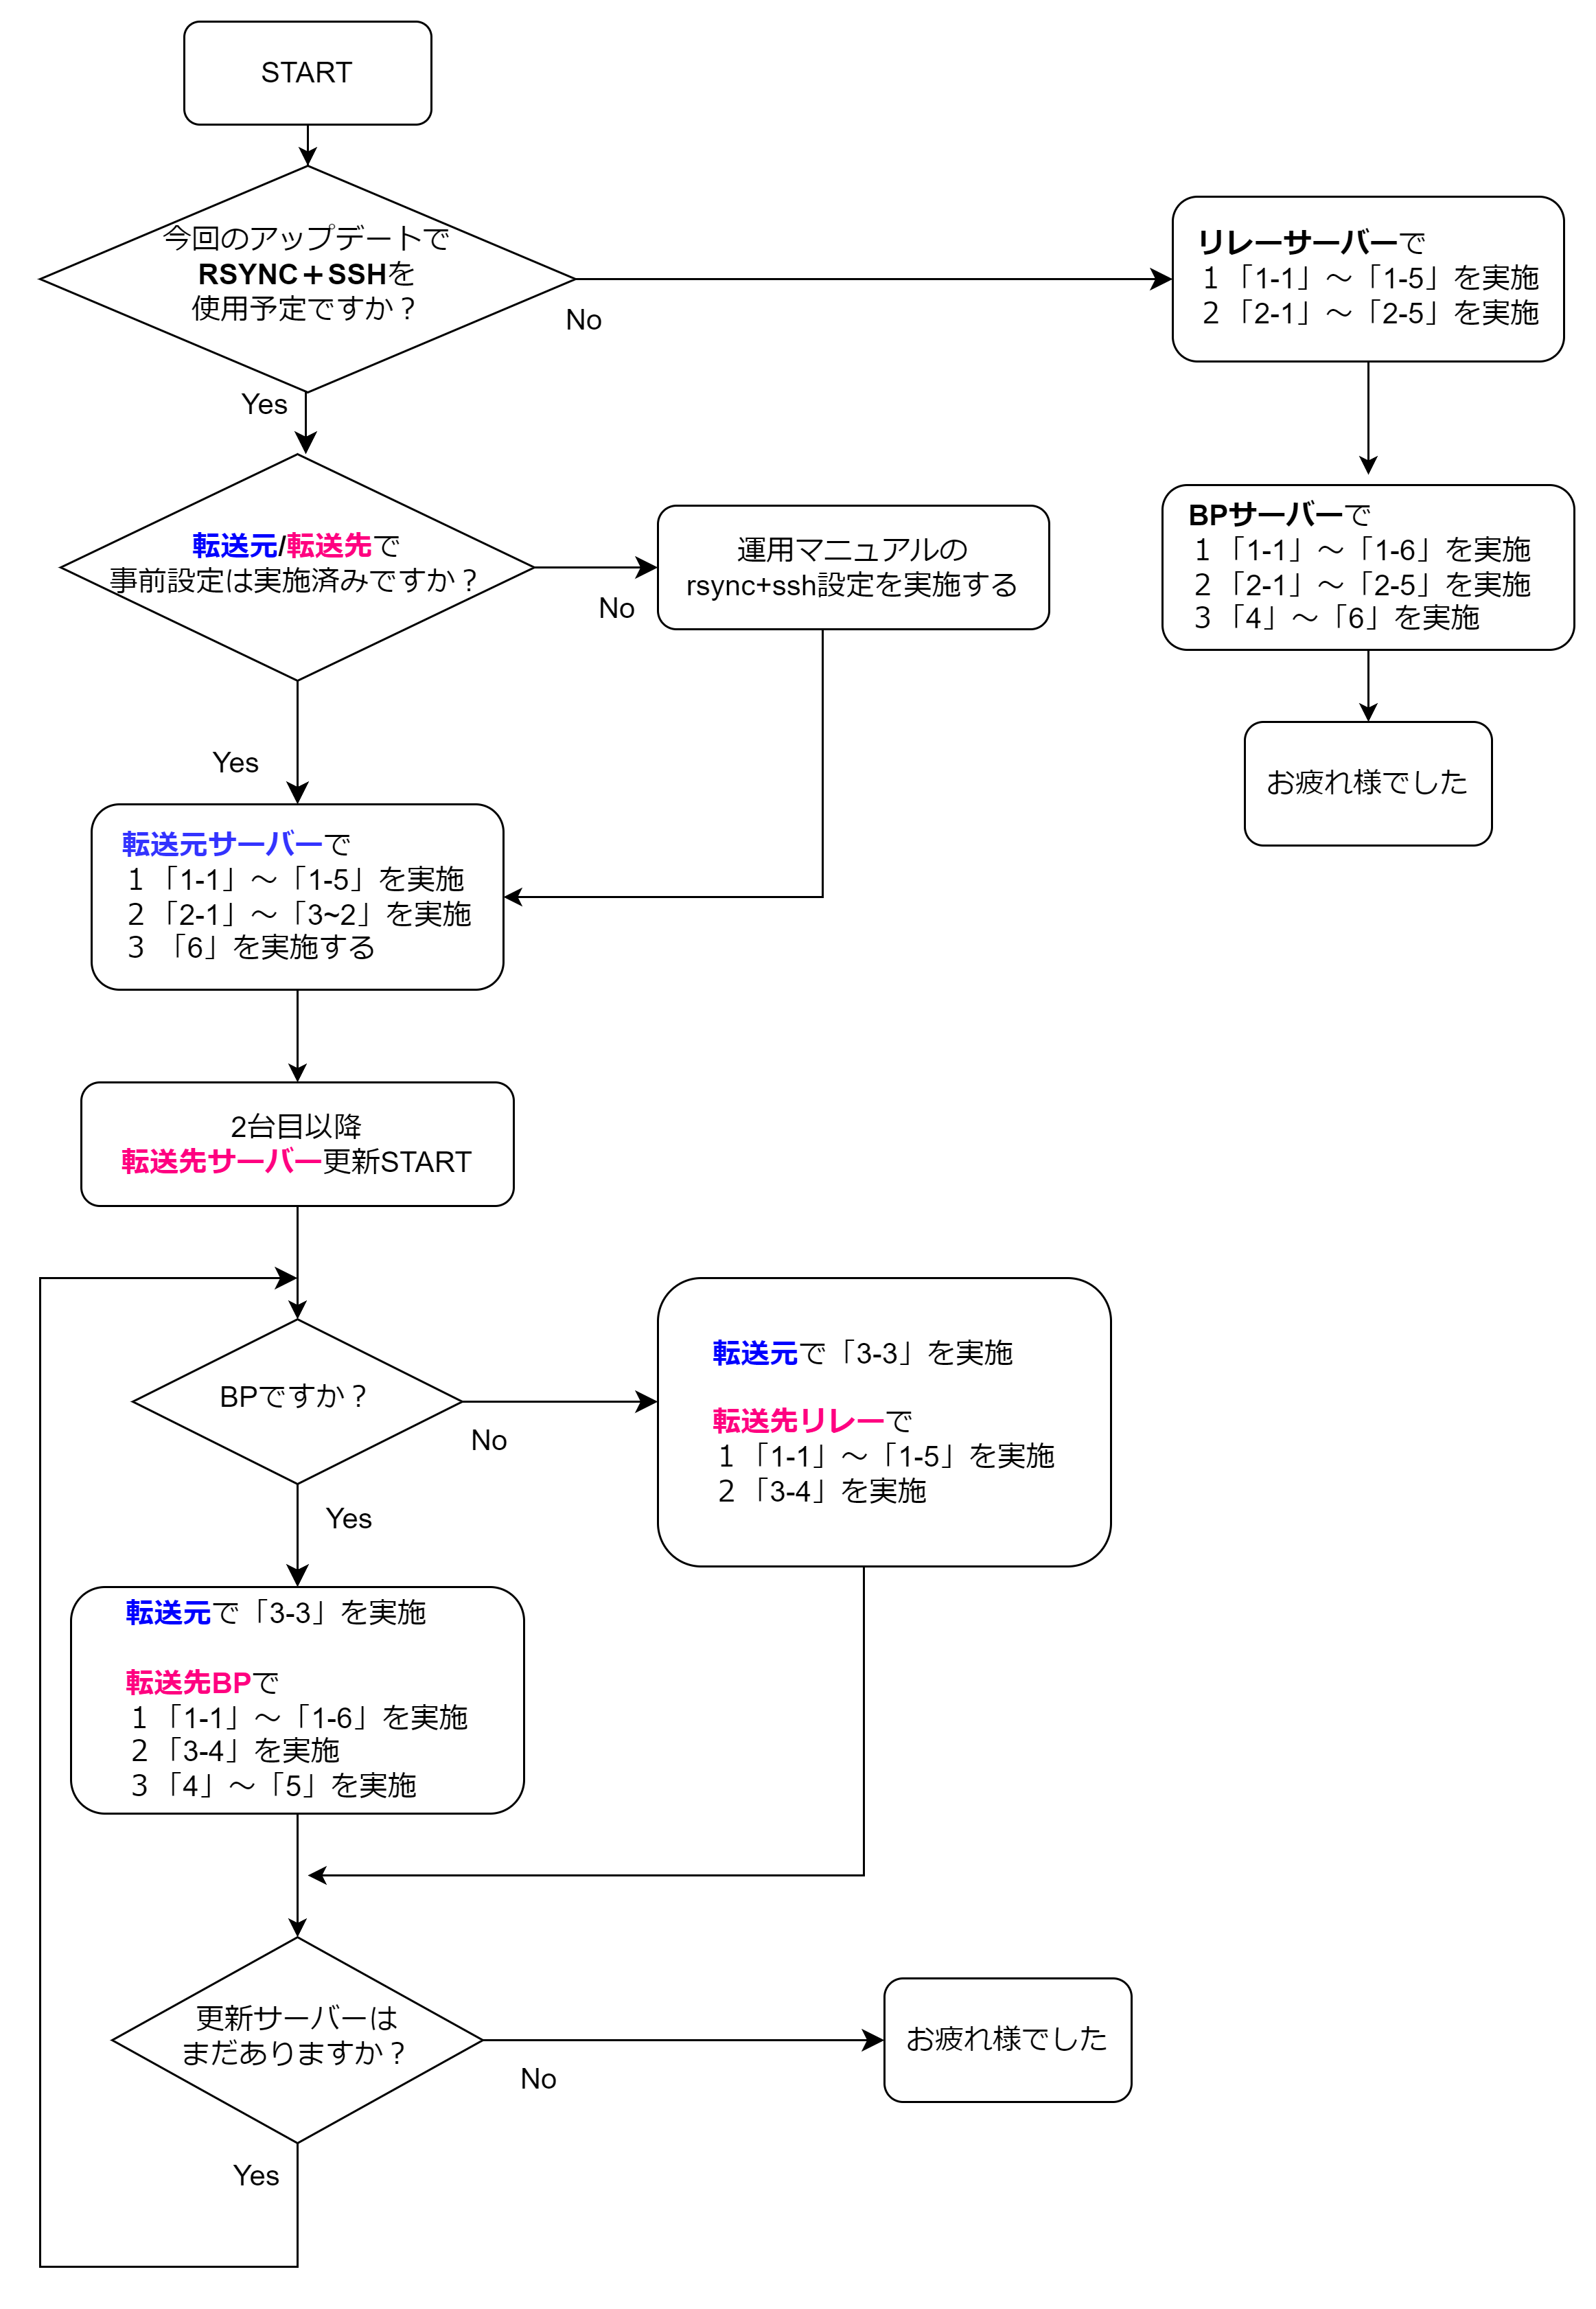 START
今回のアップデートで
RSYNC＋SSHを
使用予定ですか？
No
Yes
リレーサーバーで
１「1-1」～「1-5」を実施
２「2-1」～「2-5」を実施
転送元/転送先で
事前設定は実施済みですか？
No
Yes
運用マニュアルの
rsync+ssh設定を実施する
BPサーバーで
１「1-1」～「1-6」を実施
２「2-1」～「2-5」を実施
３「4」～「6」を実施
お疲れ様でした
転送元サーバーで
１「1-1」～「1-5」を実施
２「2-1」～「3~2」を実施
３ 「6」を実施する
2台目以降
転送先サーバー更新START
BPですか？
No
Yes
転送元で「3-3」を実施
転送先リレーで
１「1-1」～「1-5」を実施
２「3-4」を実施
転送元で「3-3」を実施
転送先BPで
１「1-1」～「1-6」を実施
２「3-4」を実施
３「4」～「5」を実施
更新サーバーは
まだありますか？
No
Yes
お疲れ様でした